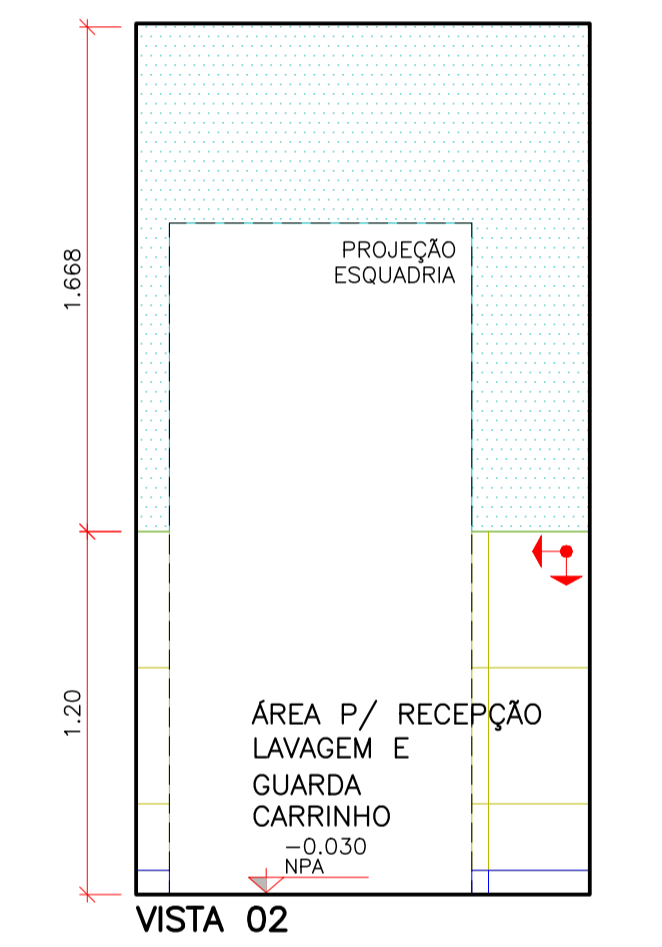 PROJEÇÃO
ESQUADRIA
1.668
1.20
ÁREA P/ RECEPÇÃO
LAVAGEM E
GUARDA
CARRINHO
-0.030
NPA
VISTA 02